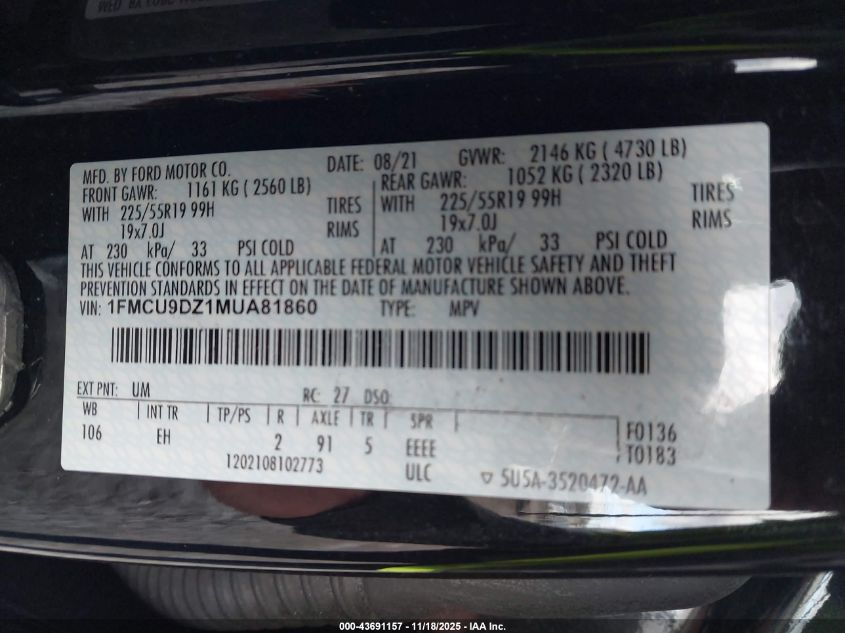 MFD. BY FORD MOTOR CO. DATE: 08/21 GVWR: 2146 KG ( 4730 LB)
FRONT GAWR: 1161 KG ( 2560 LB) REAR GAWR: 1052 KG ( 2320 LB)
WITH 225/55R19 99H TIRES WITH 225/55R19 99H TIRES
19x7.0J RIMS 19x7.0J RIMS
AT 230 kPa/ 33 PSI COLD AT 230 kPa/ 33 PSI COLD
THIS VEHICLE CONFORMS TO ALL APPLICABLE FEDERAL MOTOR VEHICLE SAFETY AND THEFT
PREVENTION STANDARDS IN EFFECT ON THE DATE OF MANUFACTURE SHOWN ABOVE.
VIN: 1FMCU9DZ1MUA81860 TYPE: MPV
EXT PNT: UM RC: 27 DSO:
WB INT TR TP/PS R AXLE TR SPR
106 EH 2 91 5 EEEE F0136
1202108102773 ULC T0183
5U5A-3520472-AA
000-43691157 - 11/18/2025 - IAA Inc.